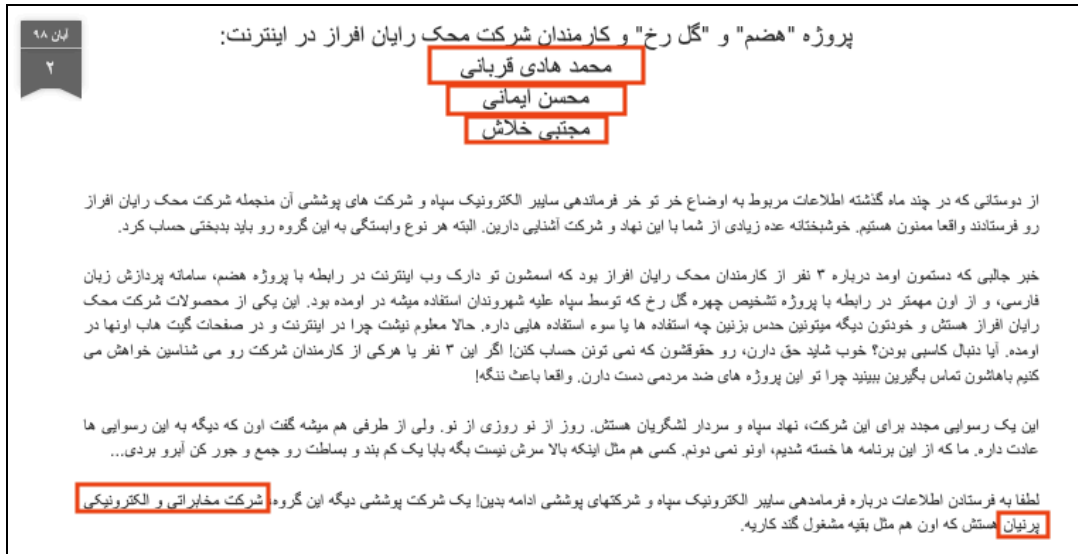 آبان ۹۸
۲
پروژه "هضم" و "گل رخ" و کارمندان شرکت محک رایان افراز در اینترنت:
محمد هادی قربانی
محسن ایمانی
مجتبی خلاش
از دوستانی که در چند ماه گذشته اطلاعات مربوط به اوضاع خر تو خر فرماندهی سایبر الکترونیک سپاه و شرکت های پوششی آن منجمله شرکت محک رایان افراز
رو فرستادند واقعا ممنون هستیم. خوشبختانه عده زیادی از شما با این نهاد و شرکت آشنایی دارین. البته هر نوع وابستگی به این گروه رو باید بدبختی حساب کرد.
خبر جالبی که دستمون اومد درباره ۳ نفر از کارمندان محک رایان افراز بود که اسمشون تو دارک وب اینترنت در رابطه با پروژه هضم، سامانه پردازش زبان
فارسی، و از اون مهمتر در رابطه با پروژه تشخیص چهره گل رخ که توسط سپاه علیه شهروندان استفاده میشه در اومده بود. این یکی از محصولات شرکت محک
رایان افراز هستش و خودتون دیگه میتونین حدس بزنین چه استفاده ها یا سوء استفاده هایی داره. حالا معلوم نیشت چرا در اینترنت و در صفحات گیت هاب اونها در
اومده. آیا دنبال کاسبی بودن؟ خوب شاید حق دارن، رو حقوقشون که نمی تونن حساب کنن! اگر این ۳ نفر یا هرکی از کارمندان شرکت رو می شناسین خواهش می
کنیم باهاشون تماس بگیرین ببینید چرا تو این پروژه های ضد مردمی دست دارن. واقعا باعث ننگه!
این یک رسوایی مجدد برای این شرکت، نهاد سپاه و سردار لشگریان هستش. روز از نو روزی از نو. ولی از طرفی هم میشه گفت اون که دیگه به این رسوایی ها
عادت داره. ما که از این برنامه ها خسته شدیم، اونو نمی دونم. کسی هم مثل اینکه بالا سرش نیست بگه بابا یک کم بند و بساطت رو جمع و جور کن آبرو بردی...
لطفا به فرستادن اطلاعات درباره فرمامدهی سایبر الکترونیک سپاه و شرکتهای پوششی ادامه بدین! یک شرکت پوششی دیگه این گروه، شرکت مخابراتی و الکترونیکی
پرنیان هستش که اون هم مثل بقیه مشغول گند کاریه.